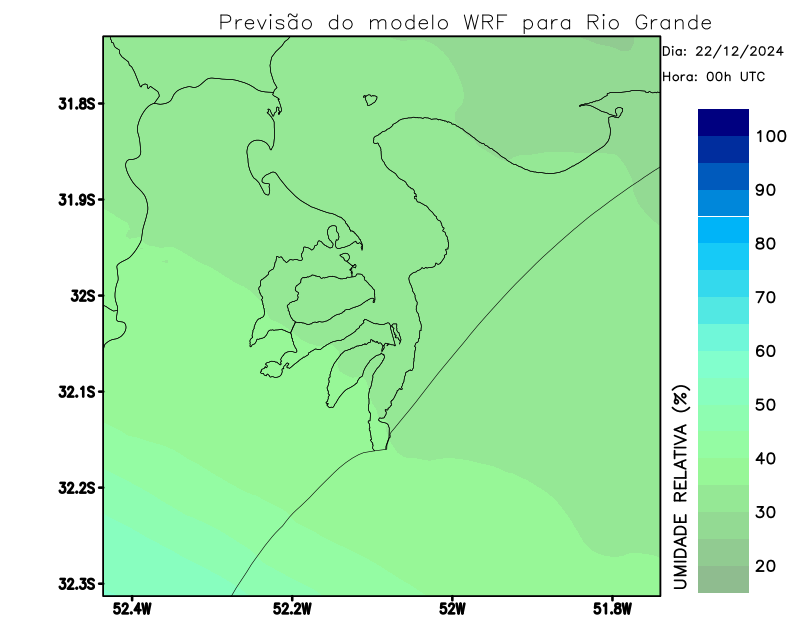 Previsão do modelo WRF para Rio Grande
Dia: 22/12/2024
Hora: 00h UTC
31.8S
31.9S
32S
32.1S
32.2S
32.3S
52.4W
52.2W
52W
51.8W
100
90
80
70
60
50
40
30
20
UMIDADE RELATIVA (%)